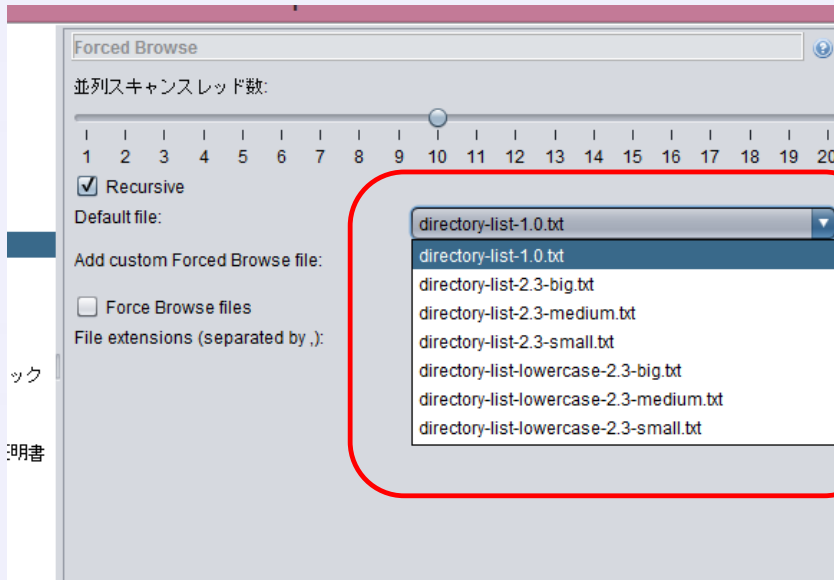 Forced Browse
並列スキャンスレッド数:
1 2 3 4 5 6 7 8 9 10 11 12 13 14 15 16 17 18 19 20
Recursive
Default file:
directory-list-1.0.txt
Add custom Forced Browse file:
directory-list-1.0.txt
directory-list-2.3-big.txt
Force Browse files
directory-list-2.3-medium.txt
File extensions (separated by ,):
directory-list-2.3-small.txt
directory-list-lowercase-2.3-big.txt
directory-list-lowercase-2.3-medium.txt
directory-list-lowercase-2.3-small.txt
ック
明書